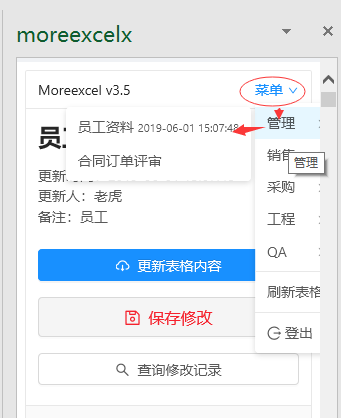 moreexcelx
Moreexcel v3.5 菜单
员工资料 2019-06-01 15:07:48
合同订单评审
管理
销售
管理
采购
工程
QA
刷新表格
登出
员
更新人：老虎
备注：员工
更新表格内容
保存修改
查询修改记录